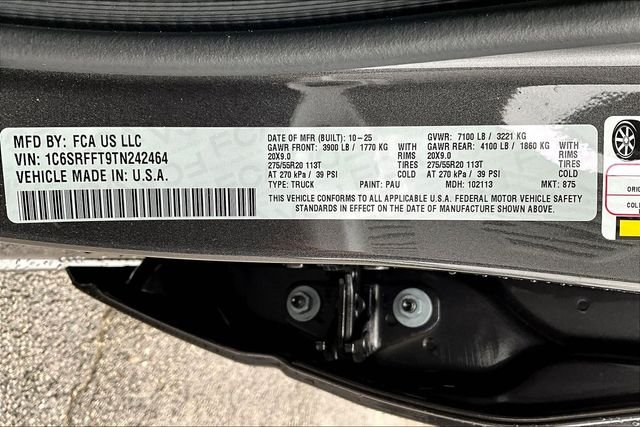 MFD BY: FCA US LLC
VIN: 1C6SRFFT9TN242464
VEHICLE MADE IN: U.S.A.
DATE OF MFR (BUILT): 10-25 GVWR: 7100 LB / 3221 KG
GAWR FRONT: 3900 LB / 1770 KG WITH GAWR REAR: 4100 LB / 1860 KG WITH
20X9.0 RIMS 20X9.0 RIMS
275/55R20 113T TIRES 275/55R20 113T TIRES
AT 270 kPa / 39 PSI COLD AT 270 kPa / 39 PSI COLD
TYPE: TRUCK PAINT: PAU MDH: 102113 MKT: 875
THIS VEHICLE CONFORMS TO ALL APPLICABLE U.S.A. FEDERAL MOTOR VEHICLE SAFETY
STANDARDS IN EFFECT ON THE DATE OF MANUFACTURE SHOWN ABOVE.